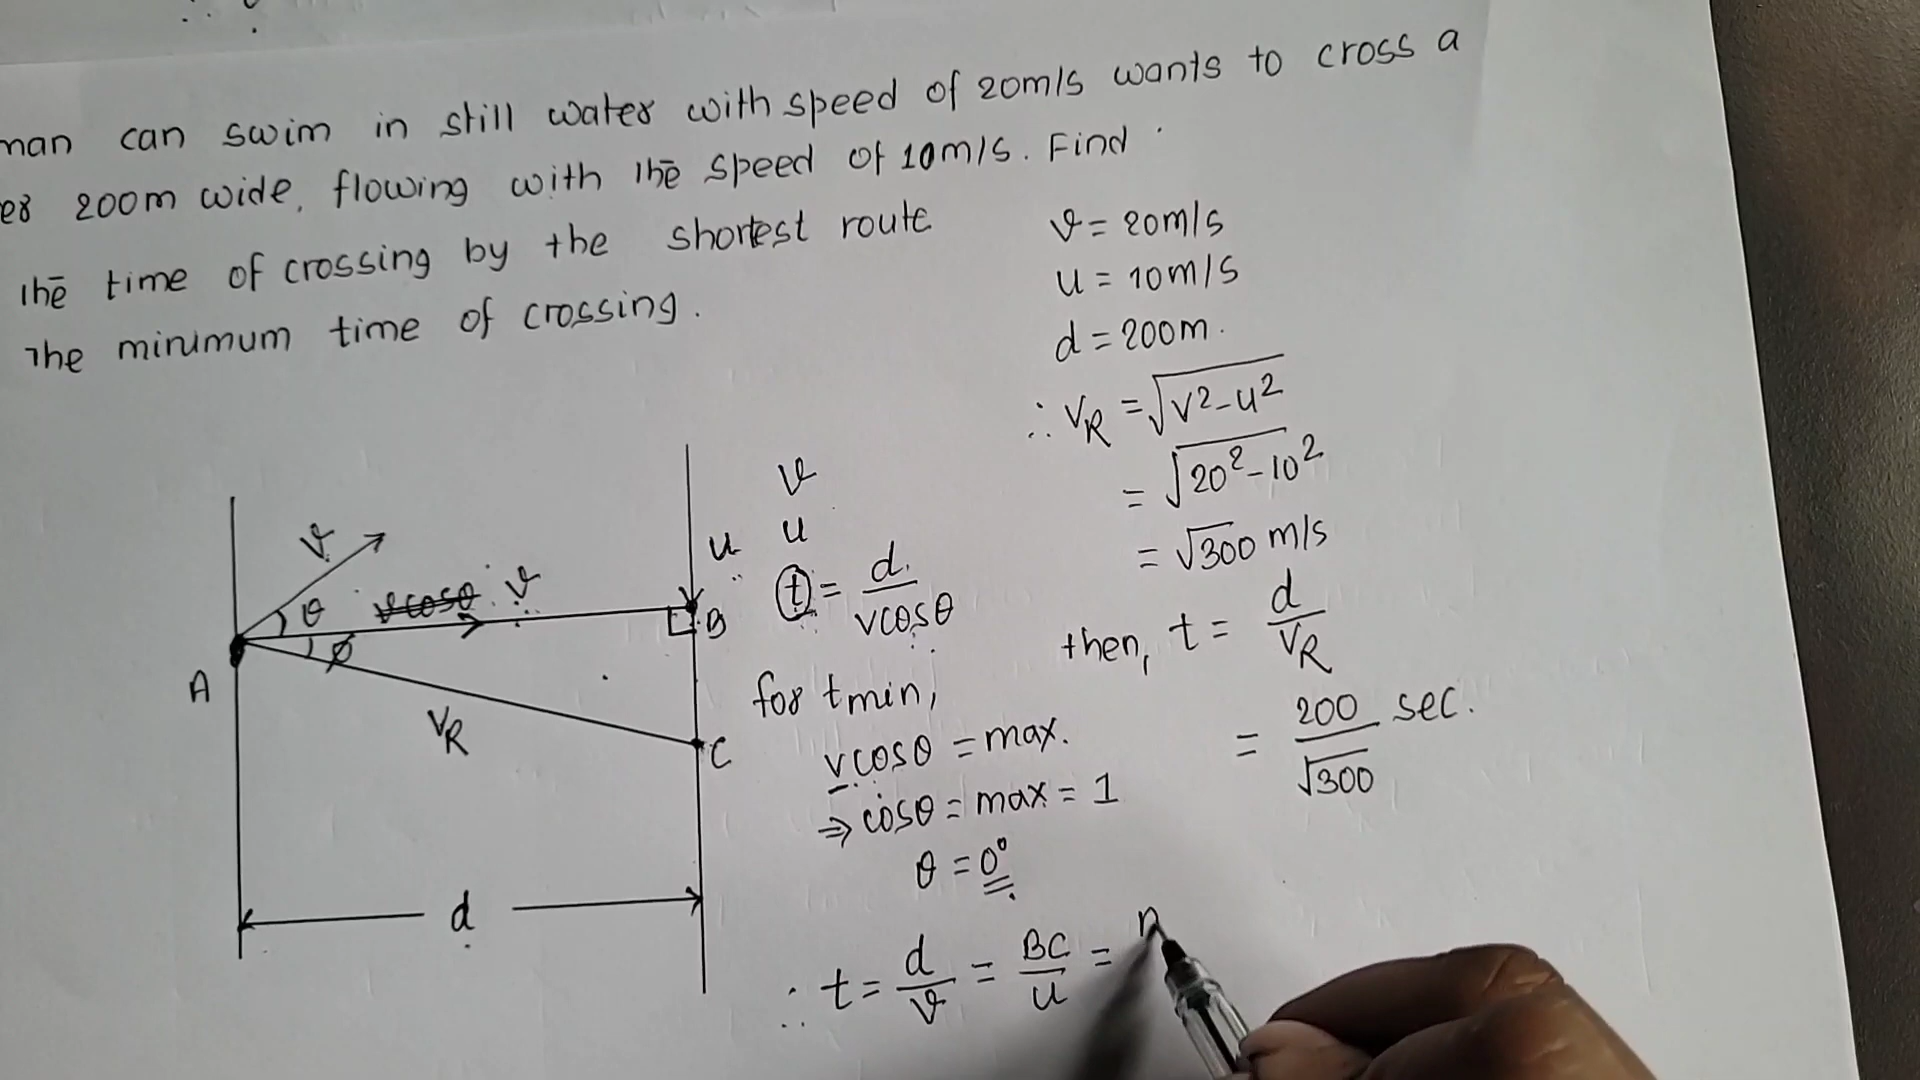 man can swim in still water with speed of 20m/s wants to cross a
er 200m wide, flowing with the speed of 10m/s. Find
the time of crossing by the shortest route
The minimum time of crossing.
v = 20m/s
u = 10m/s
d = 200m.
∴ VR = √(v² - u²)
= √(20² - 10²)
= √300 m/s
then, t = d/VR
= 200/√300 sec.
v
u
t = d/vcosθ
for tmin,
vcosθ = max.
⇒ cosθ = max = 1
θ = 0°
∴ t = d/v = BC/u =
v
θ
vcosθ v
u
B
A
ø
VR
C
d